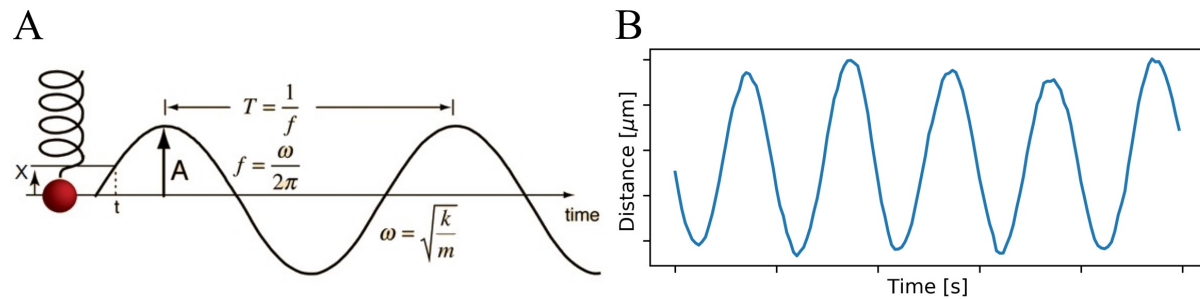 A
B
T = 1/f
X
A
f = ω/2π
t
time
ω = √k/m
Distance [μm]
Time [s]